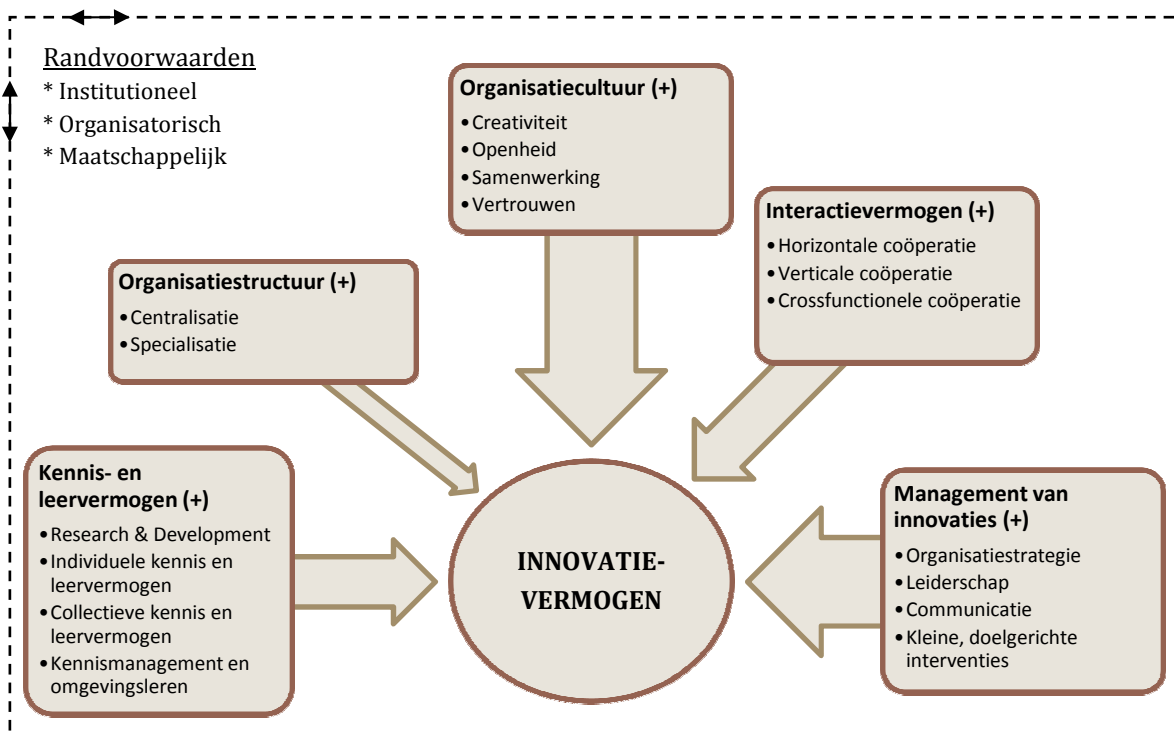 Randvoorwaarden
* Institutioneel
* Organisatorisch
* Maatschappelijk
Organisatiecultuur (+)
•Creativiteit
•Openheid
•Samenwerking
•Vertrouwen
Interactievermogen (+)
•Horizontale coöperatie
•Verticale coöperatie
•Crossfunctionele coöperatie
Organisatiestructuur (+)
•Centralisatie
•Specialisatie
Kennis- en
leervermogen (+)
•Research & Development
•Individuele kennis en
leervermogen
•Collectieve kennis en
leervermogen
•Kennismanagement en
omgevingsleren
INNOVATIE-
VERMOGEN
Management van
innovaties (+)
•Organisatiestrategie
•Leiderschap
•Communicatie
•Kleine, doelgerichte
interventies